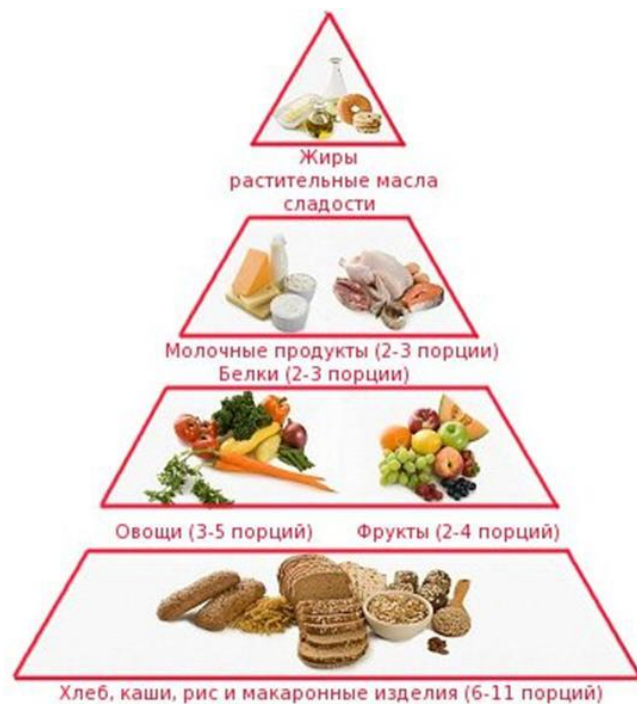 Жиры
растительные масла
сладости
Молочные продукты (2-3 порции)
Белки (2-3 порции)
Овощи (3-5 порций) Фрукты (2-4 порции)
Хлеб, каши, рис и макаронные изделия (6-11 порций)